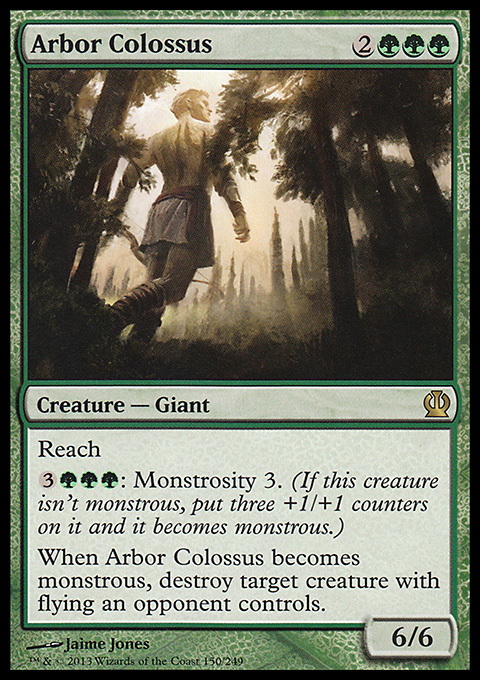 Arbor Colossus 2
Creature — Giant
Reach
3: Monstrosity 3. (If this creature
isn't monstrous, put three +1/+1 counters
on it and it becomes monstrous.)
When Arbor Colossus becomes
monstrous, destroy target creature with
flying an opponent controls.
6/6
Jaime Jones
™ & © 2013 Wizards of the Coast 150/249